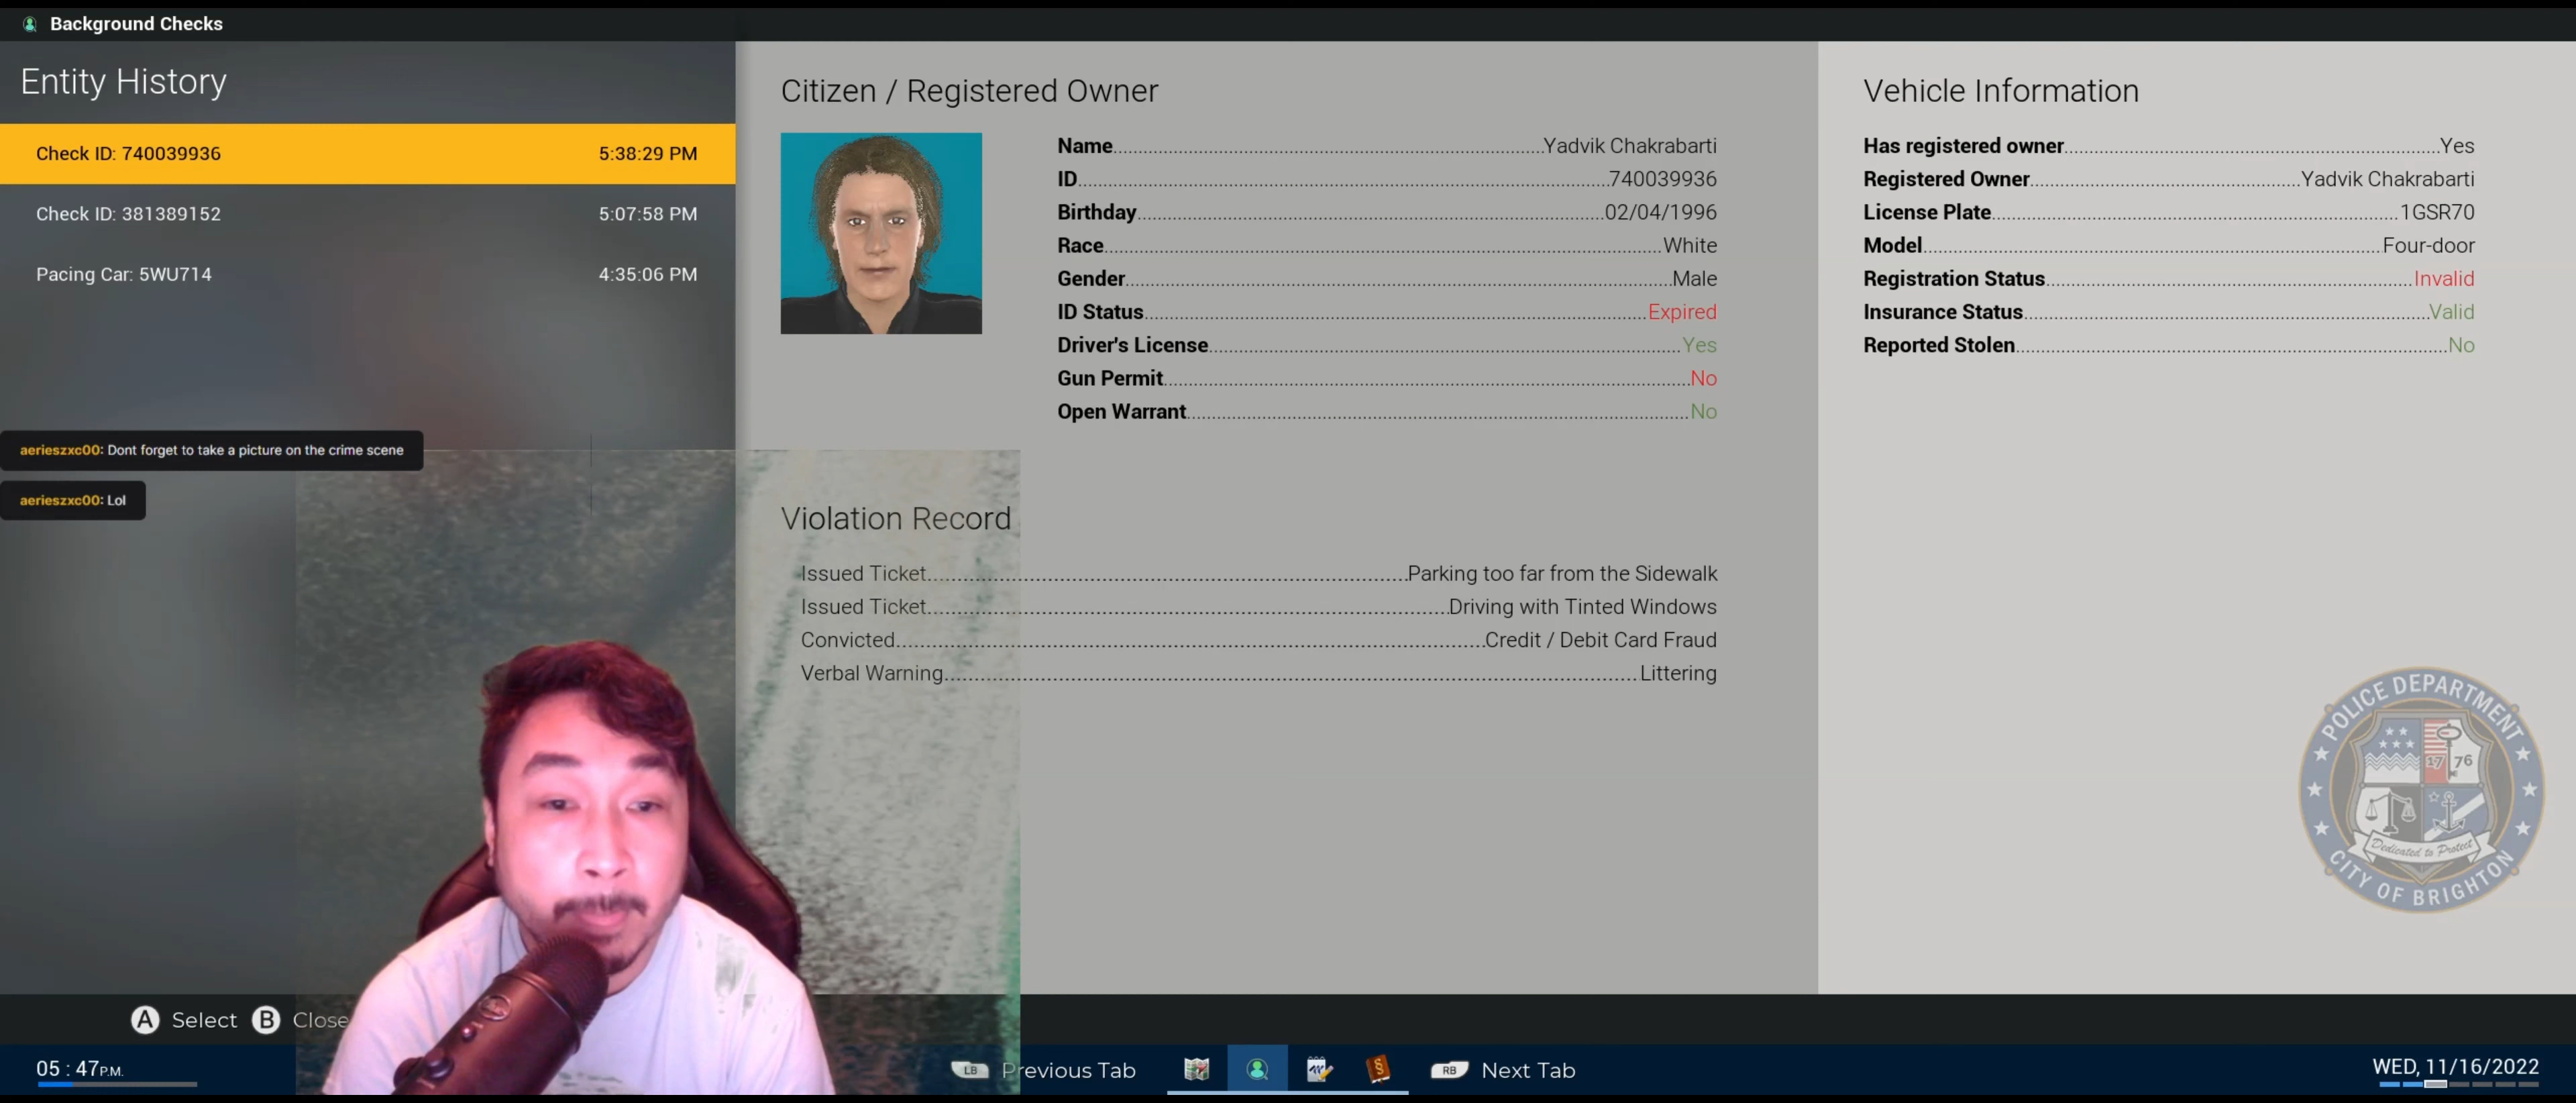 Background Checks
Entity History
Check ID: 740039936 5:38:29 PM
Check ID: 381389152 5:07:58 PM
Pacing Car: 5WU714 4:35:06 PM
aerieszxc00: Dont forget to take a picture on the crime scene
aerieszxc00: Lol
Citizen / Registered Owner
Name Yadvik Chakrabarti
ID 740039936
Birthday 02/04/1996
Race White
Gender Male
ID Status Expired
Driver's License Yes
Gun Permit No
Open Warrant No
Violation Record
Issued Ticket Parking too far from the Sidewalk
Issued Ticket Driving with Tinted Windows
Convicted Credit / Debit Card Fraud
Verbal Warning Littering
Vehicle Information
Has registered owner Yes
Registered Owner Yadvik Chakrabarti
License Plate 1GSR70
Model Four-door
Registration Status Invalid
Insurance Status Valid
Reported Stolen No
POLICE DEPARTMENT
17 76
Dedicated to Protect
CITY OF BRIGHTON
A Select B Close
05 : 47 P.M.
LB Previous Tab
§
RB Next Tab
WED, 11/16/2022